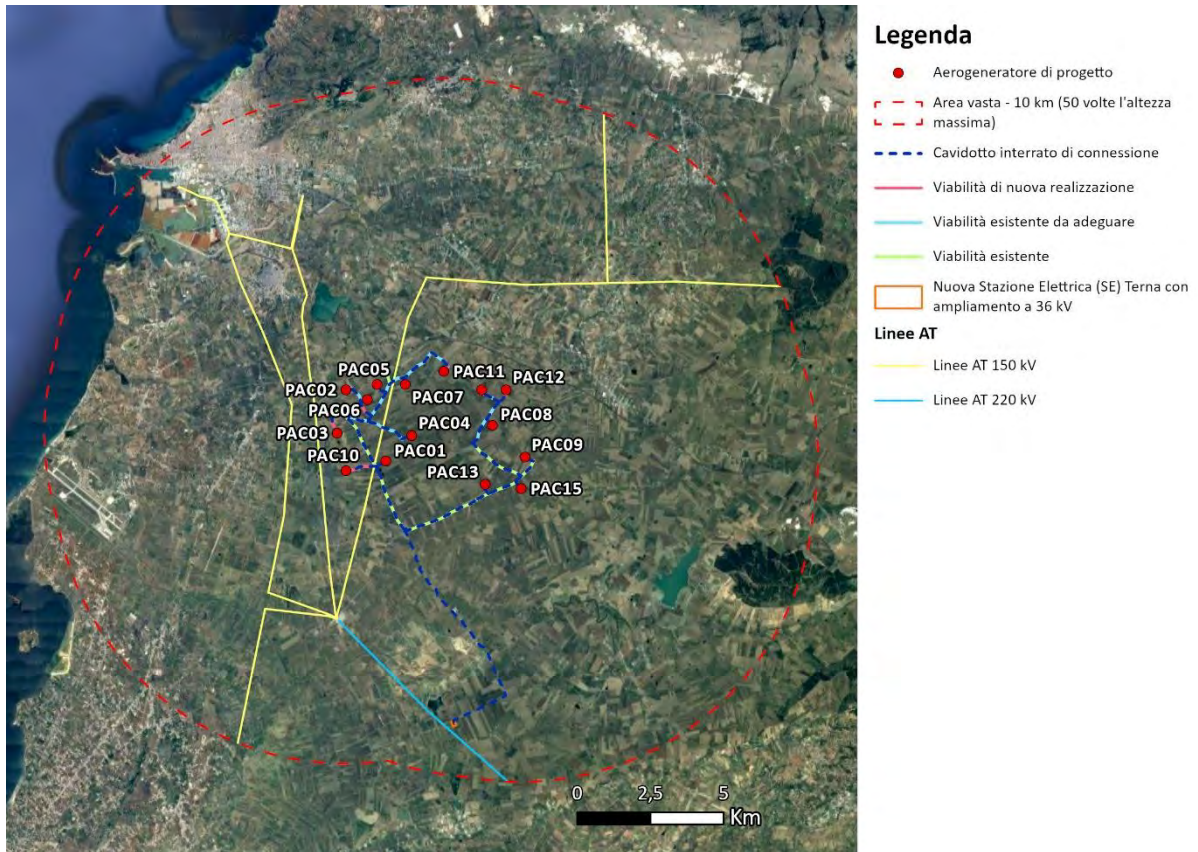 Legenda
Aerogeneratore di progetto
Area vasta - 10 km (50 volte l'altezza
massima)
Cavidotto interrato di connessione
Viabilità di nuova realizzazione
Viabilità esistente da adeguare
Viabilità esistente
Nuova Stazione Elettrica (SE) Terna con
ampliamento a 36 kV
Linee AT
Linee AT 150 kV
Linee AT 220 kV
PAC05
PAC11
PAC12
PAC02
PAC07
PAC06
PAC08
PAC04
PAC03
PAC09
PAC01
PAC10
PAC13
PAC15
0
2,5
5
Km